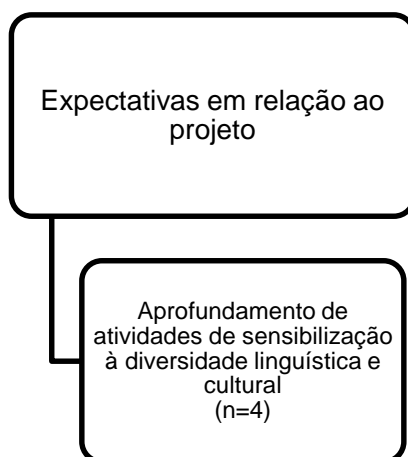 Expectativas em relação ao
projeto
Aprofundamento de
atividades de sensibilização
à diversidade linguística e
cultural
(n=4)